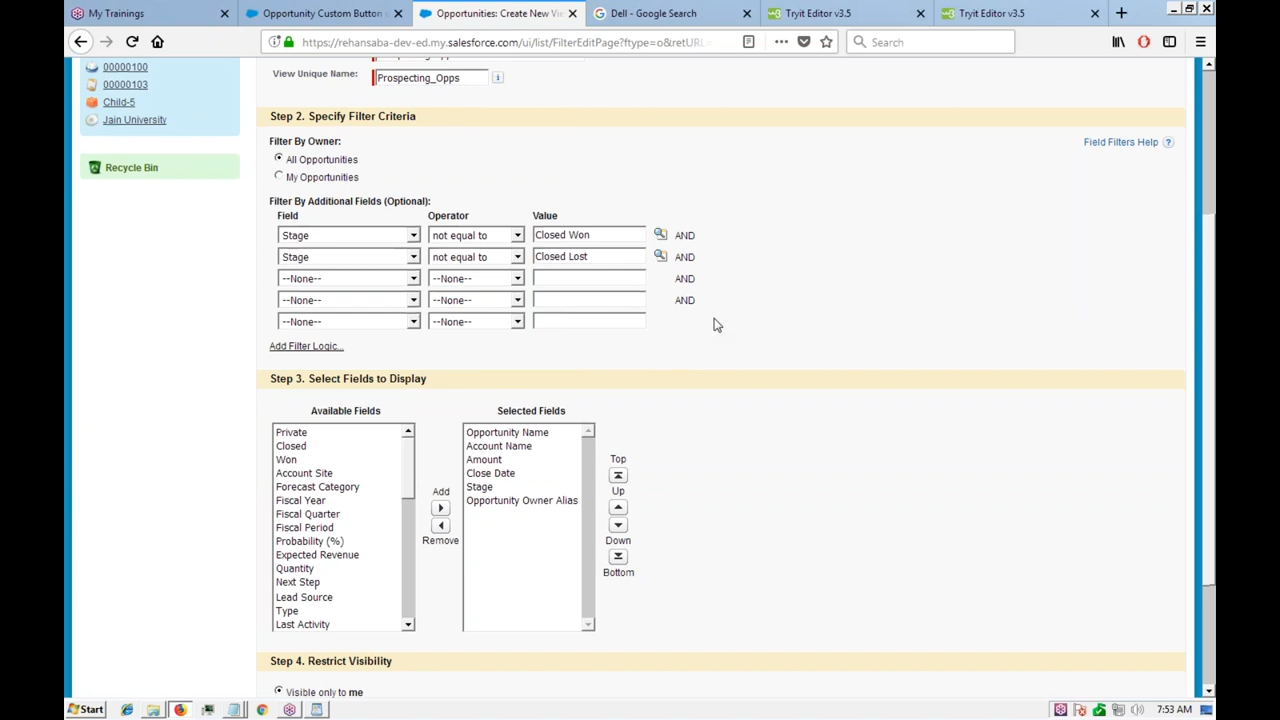 My Trainings
Opportunity Custom Button
Opportunities: Create New Vie
Dell - Google Search
Tryit Editor v3.5
Tryit Editor v3.5
https://rehansaba-dev-ed.my.salesforce.com/ui/list/FilterEditPage?ftype=o&retURL=
Search
00000100
00000103
Child-5
Jain University
Recycle Bin
View Unique Name:
Prospecting_Opps
Step 2. Specify Filter Criteria
Filter By Owner:
Field Filters Help
All Opportunities
My Opportunities
Filter By Additional Fields (Optional):
Field Operator Value
Stage not equal to Closed Won AND
Stage not equal to Closed Lost AND
--None-- --None-- AND
--None-- --None-- AND
--None-- --None--
Add Filter Logic...
Step 3. Select Fields to Display
Available Fields
Private
Closed
Won
Account Site
Forecast Category
Fiscal Year
Fiscal Quarter
Fiscal Period
Probability (%)
Expected Revenue
Quantity
Next Step
Lead Source
Type
Last Activity
Add
Remove
Selected Fields
Opportunity Name
Account Name
Amount
Close Date
Stage
Opportunity Owner Alias
Top
Up
Down
Bottom
Step 4. Restrict Visibility
Visible only to me
Start
7:53 AM